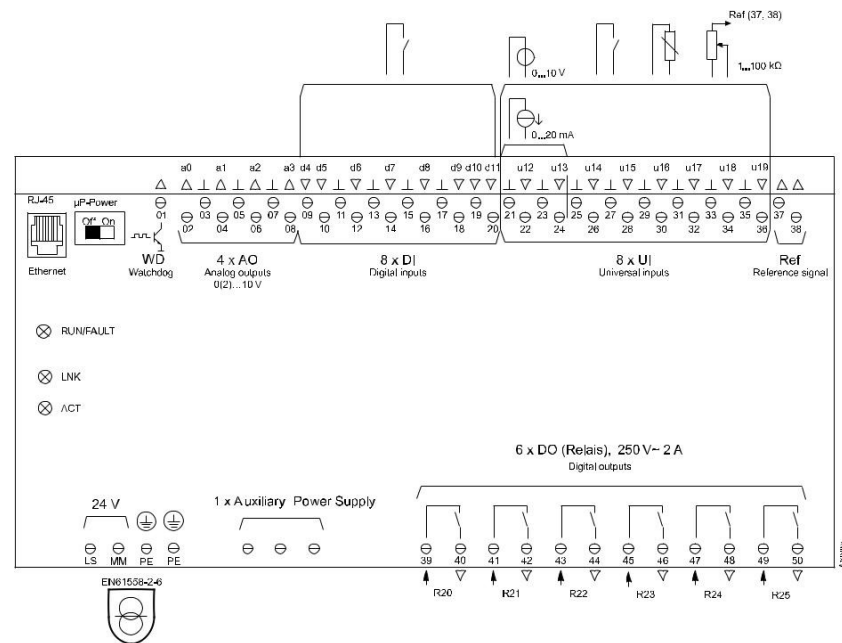 Ref (37, 38)
0...10 V
1...100 kΩ
0...20 mA
a0 a1 a2 a3 d4 d5 d6 d7 d8 d9 d10 d11 u12 u13 u14 u15 u16 u17 u18 u19
RJ-45
µP-Power
Off* On
01 03 05 07 09 11 13 15 17 19 21 23 25 27 29 31 33 35 37
02 04 06 08 10 12 14 16 18 20 22 24 26 28 30 32 34 36 38
Ethernet
WD
Watchdog
4 x AO
Analog outputs
0(2)...10 V
8 x DI
Digital inputs
8 x UI
Universal inputs
Ref
Reference signal
RUN/FAULT
LNK
ACT
6 x DO (Relais), 250 V~ 2 A
Digital outputs
24 V
1 x Auxiliary Power Supply
LS MM PE PE
39 40 41 42 43 44 45 46 47 48 49 50
R20 R21 R22 R23 R24 R25
EN61558-2-6